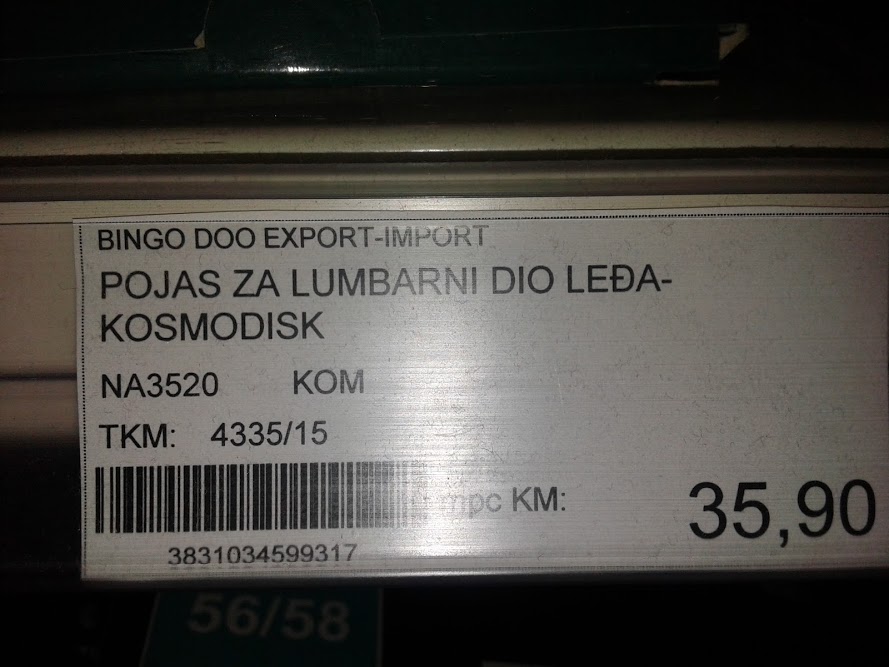 BINGO DOO EXPORT-IMPORT
POJAS ZA LUMBARNI DIO LEĐA-
KOSMODISK
NA3520 KOM
TKM: 4335/15
mpc KM: 35,90
3831034599317
56/58